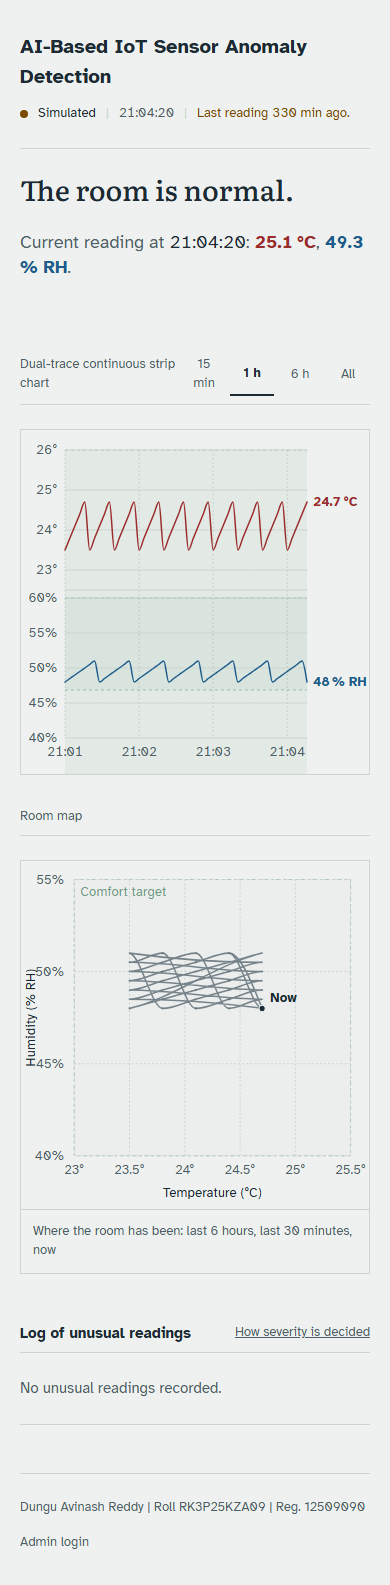 AI-Based IoT Sensor Anomaly
Detection
Simulated | 21:04:20 | Last reading 330 min ago.
The room is normal.
Current reading at 21:04:20: 25.1 °C, 49.3
% RH.
Dual-trace continuous strip
chart
15
min
1 h
6 h
All
26°
25°
24.7 °C
24°
23°
60%
55%
50%
48 % RH
45%
40%
21:01
21:02
21:03
21:04
Room map
55%
Comfort target
50%
Now
Humidity (% RH)
45%
40%
23°
23.5°
24°
24.5°
25°
25.5°
Temperature (°C)
Where the room has been: last 6 hours, last 30 minutes,
now
Log of unusual readings
How severity is decided
No unusual readings recorded.
Dungu Avinash Reddy | Roll RK3P25KZA09 | Reg. 12509090
Admin login